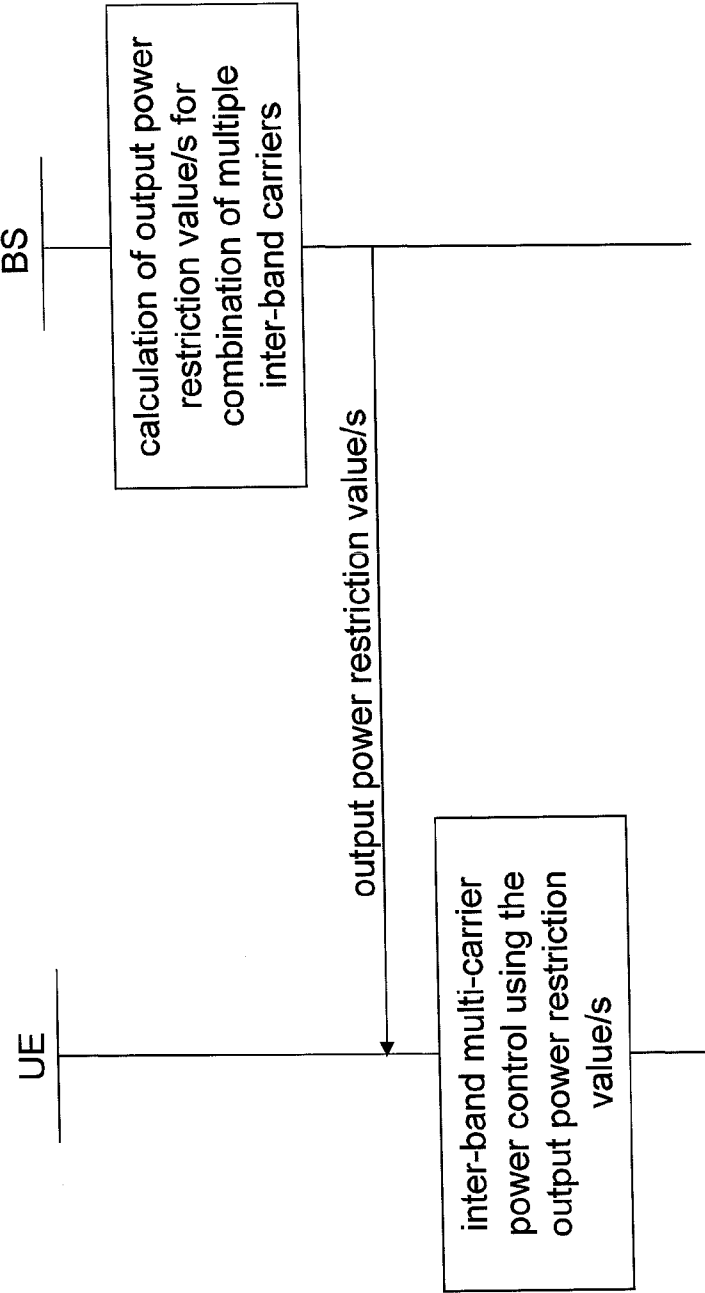 UE
BS
calculation of output power
restriction value/s for
combination of multiple
inter-band carriers
output power restriction value/s
inter-band multi-carrier
power control using the
output power restriction
value/s